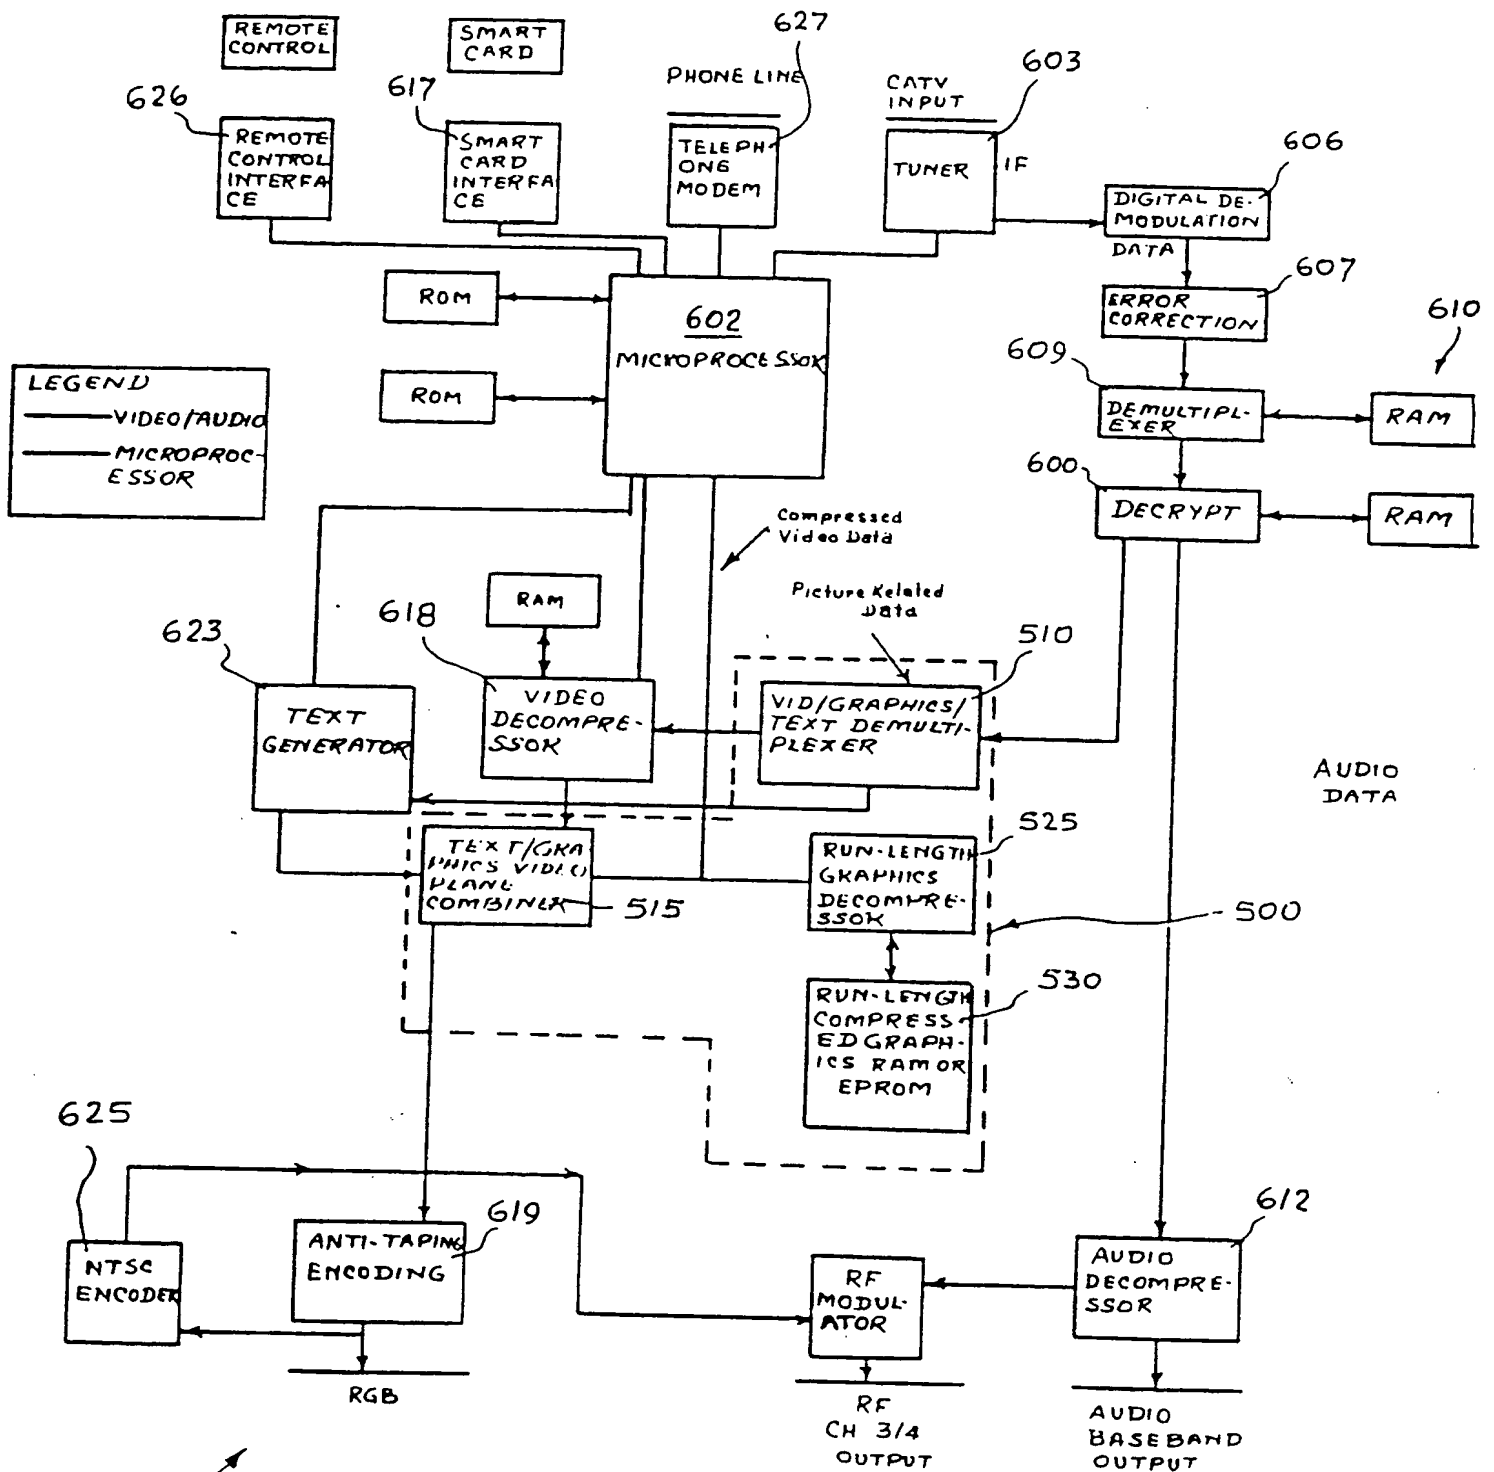 REMOTE
CONTROL
SMART
CARD
627
PHONE LINE
CATV
INPUT
603
626
617
REMOTE
CONTROL
INTERFA
CE
SMART
CARD
INTERFA
CE
TELEPH
ONE
MODEM
TUNER
IF
606
DIGITAL DE-
MODULATION
DATA
607
ERROR
CORRECTION
610
ROM
602
MICROPROCESSOR
609
DEMULTIPL-
EXER
RAM
ROM
LEGEND
VIDEO/AUDIO
MICROPROC-
ESSOR
600
DECRYPT
RAM
Compressed
Video Data
RAM
Picture Related
Data
623
618
510
TEXT
GENERATOR
VIDEO
DECOMPRE-
SSOR
VID/GRAPHICS/
TEXT DEMULTI-
PLEXER
AUDIO
DATA
TEXT/GRA
PHICS VIDEO
PLANE
COMBINER
515
RUN-LENGTH
GRAPHICS
DECOMPRE-
SSOR
525
500
RUN-LENGTH
COMPRESS
ED GRAPH-
ICS RAM OR
EPROM
530
625
NTSC
ENCODER
ANTI-TAPING
ENCODING
619
RF
MODUL-
ATOR
612
AUDIO
DECOMPRE-
SSOR
RGB
RF
CH 3/4
OUTPUT
AUDIO
BASEBAND
OUTPUT